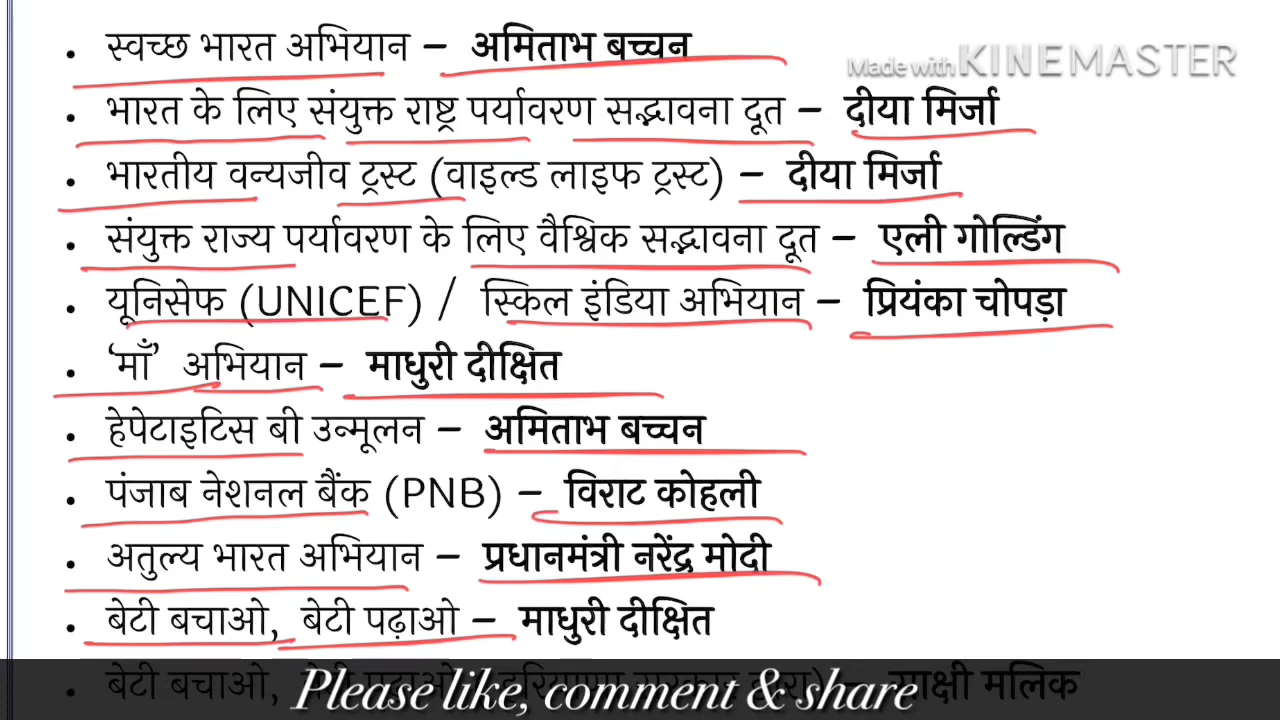 • स्वच्छ भारत अभियान – अमिताभ बच्चन
Made with KINEMASTER
• भारत के लिए संयुक्त राष्ट्र पर्यावरण सद्भावना दूत – दीया मिर्जा
• भारतीय वन्यजीव ट्रस्ट (वाइल्ड लाइफ ट्रस्ट) – दीया मिर्जा
• संयुक्त राज्य पर्यावरण के लिए वैश्विक सद्भावना दूत – एली गोल्डिंग
• यूनिसेफ (UNICEF) / स्किल इंडिया अभियान – प्रियंका चोपड़ा
• ‘माँ’ अभियान – माधुरी दीक्षित
• हेपेटाइटिस बी उन्मूलन – अमिताभ बच्चन
• पंजाब नेशनल बैंक (PNB) – विराट कोहली
• अतुल्य भारत अभियान – प्रधानमंत्री नरेंद्र मोदी
• बेटी बचाओ, बेटी पढ़ाओ – माधुरी दीक्षित
• बेटी बचाओ, मलिक
Please like, comment & share